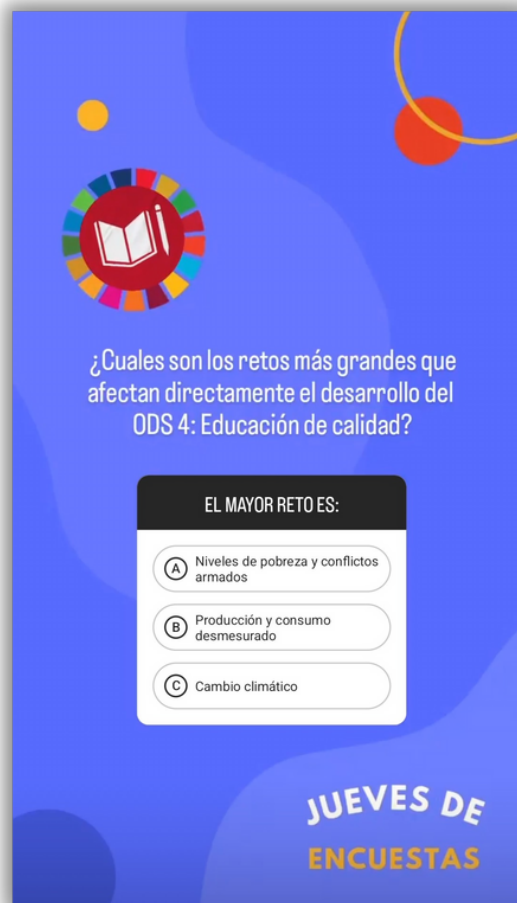 ¿Cuales son los retos más grandes que
afectan directamente el desarrollo del
ODS 4: Educación de calidad?
EL MAYOR RETO ES:
A Niveles de pobreza y conflictos
armados
B Producción y consumo
desmesurado
C Cambio climático
JUEVES DE
ENCUESTAS